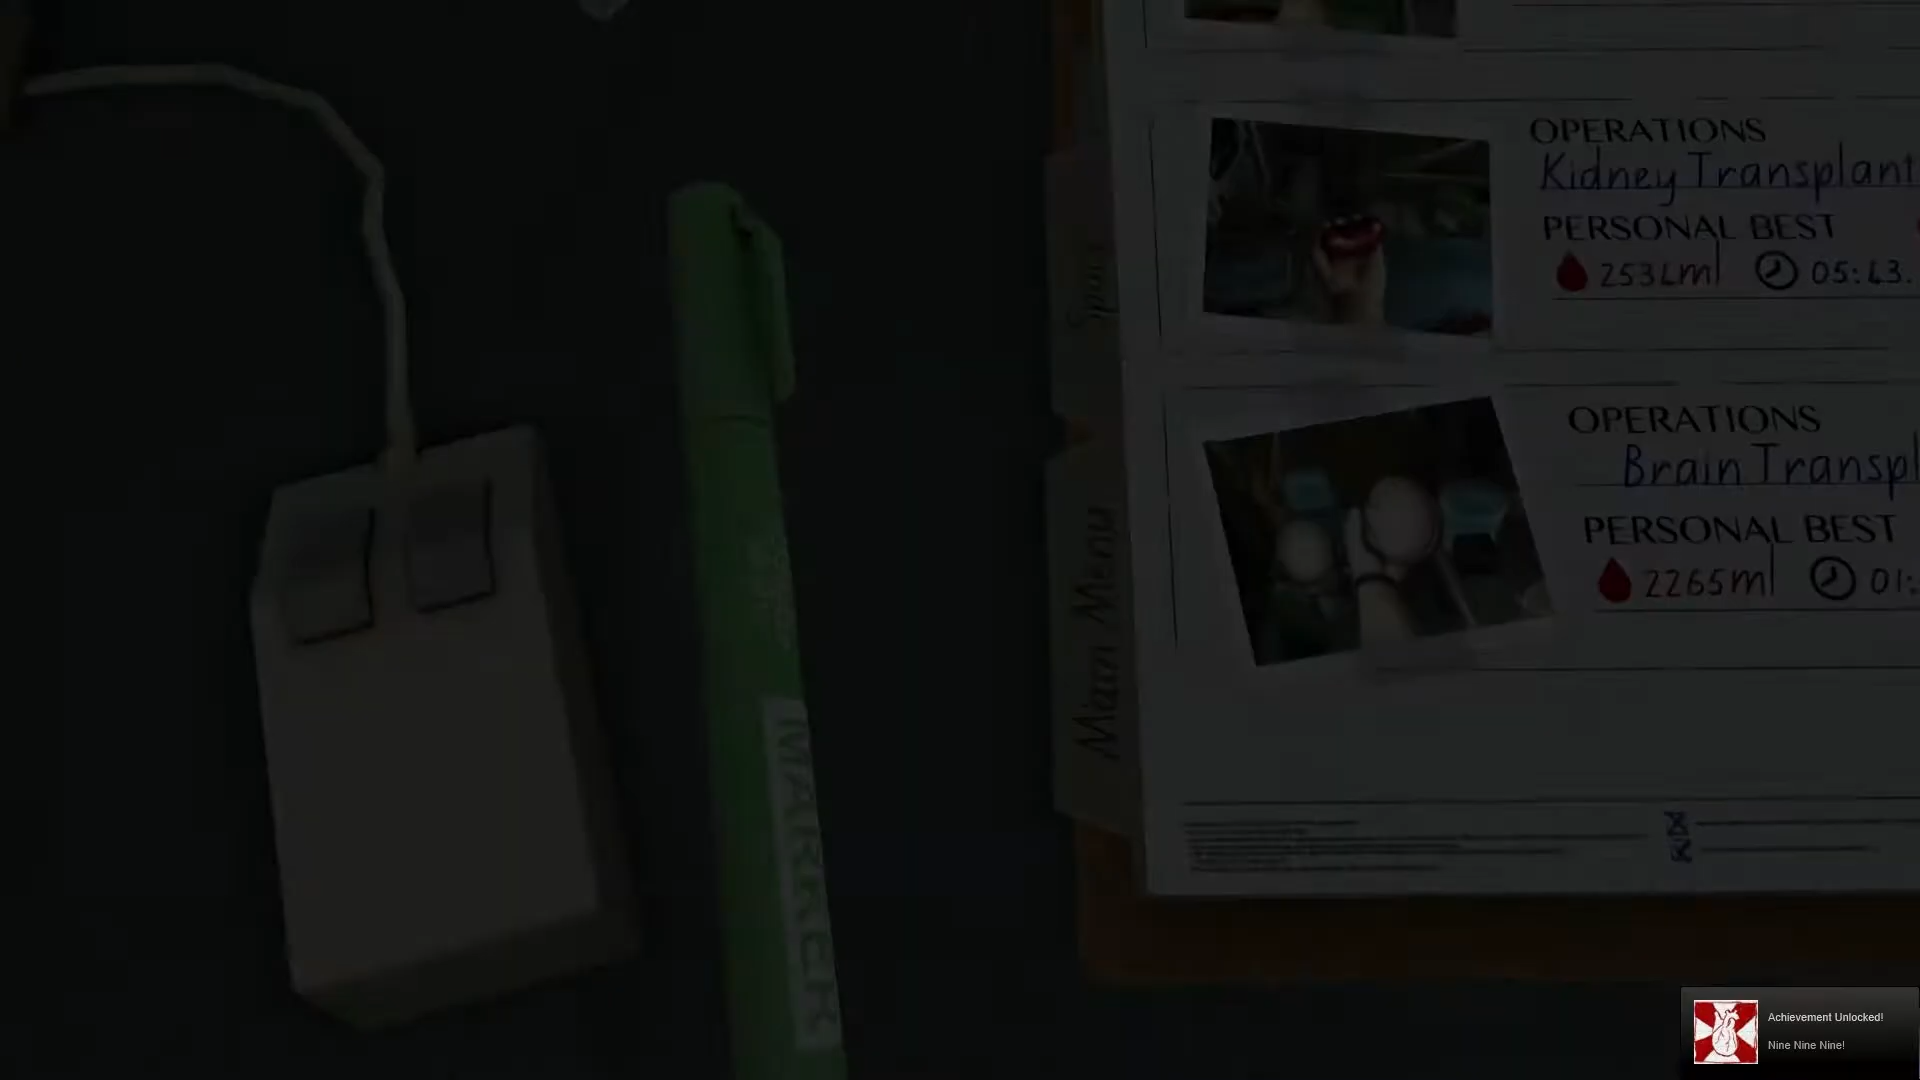 OPERATIONS
Kidney Transplant
PERSONAL BEST
2534ml 05:43.
OPERATIONS
Brain Transpl
PERSONAL BEST
2265ml 01:
Main Menu
MARKER
Achievement Unlocked!
Nine Nine Nine!